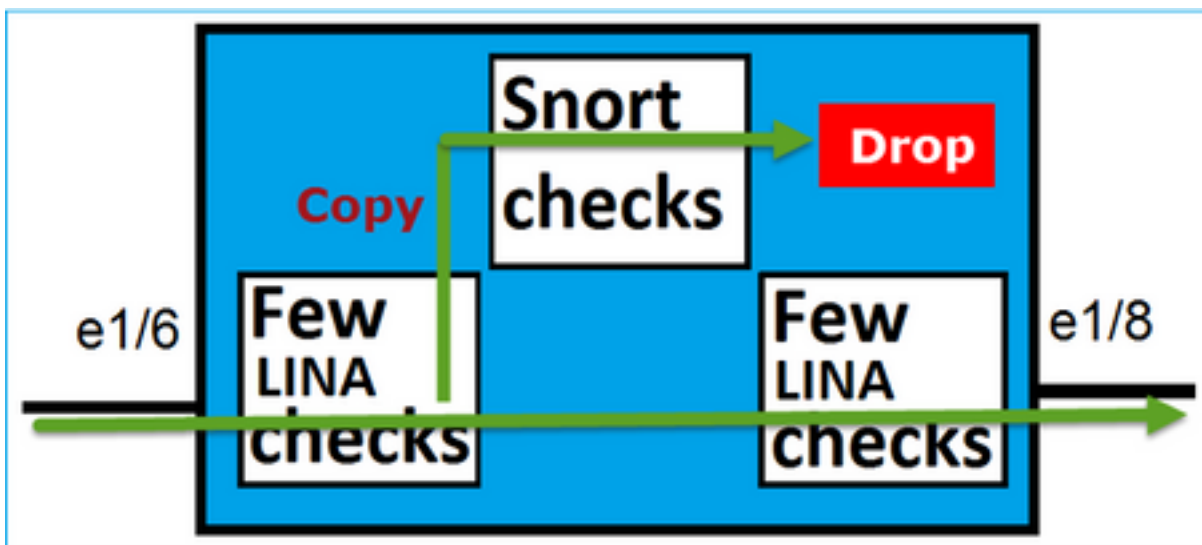 Snort
checks
Drop
Copy
e1/6
Few
LINA
checks
Few
LINA
checks
e1/8